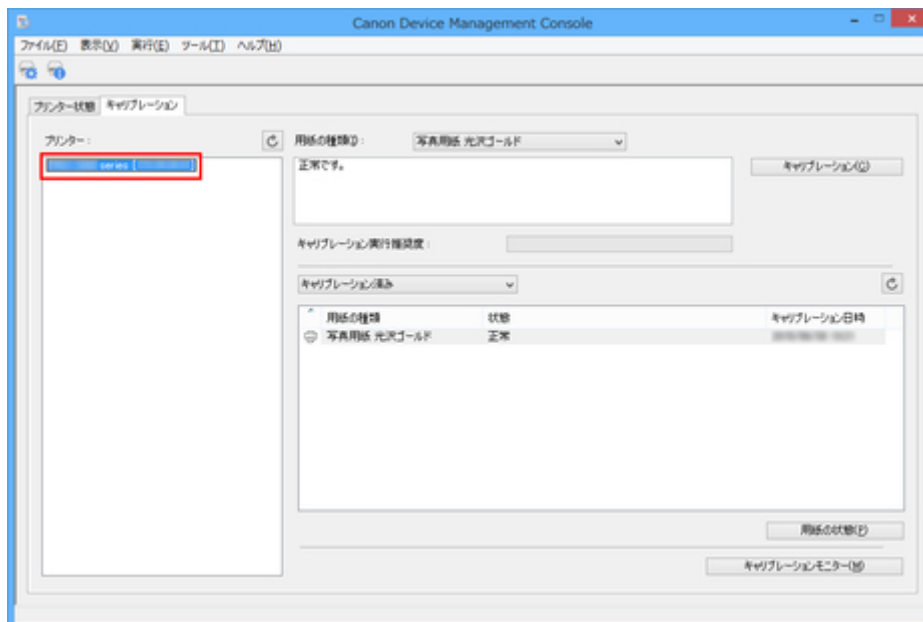 Canon Device Management Console
ファイル(F) 表示(V) 実行(E) ツール(T) ヘルプ(H)
プリンター状態 キャリブレーション
プリンター:
用紙の種類(I): 写真用紙 光沢ゴールド
series [
正常です。
キャリブレーション(C)
キャリブレーション実行推奨度:
キャリブレーション済み
用紙の種類 状態 キャリブレーション日時
写真用紙 光沢ゴールド 正常
用紙の状態(P)
キャリブレーションモニター(M)